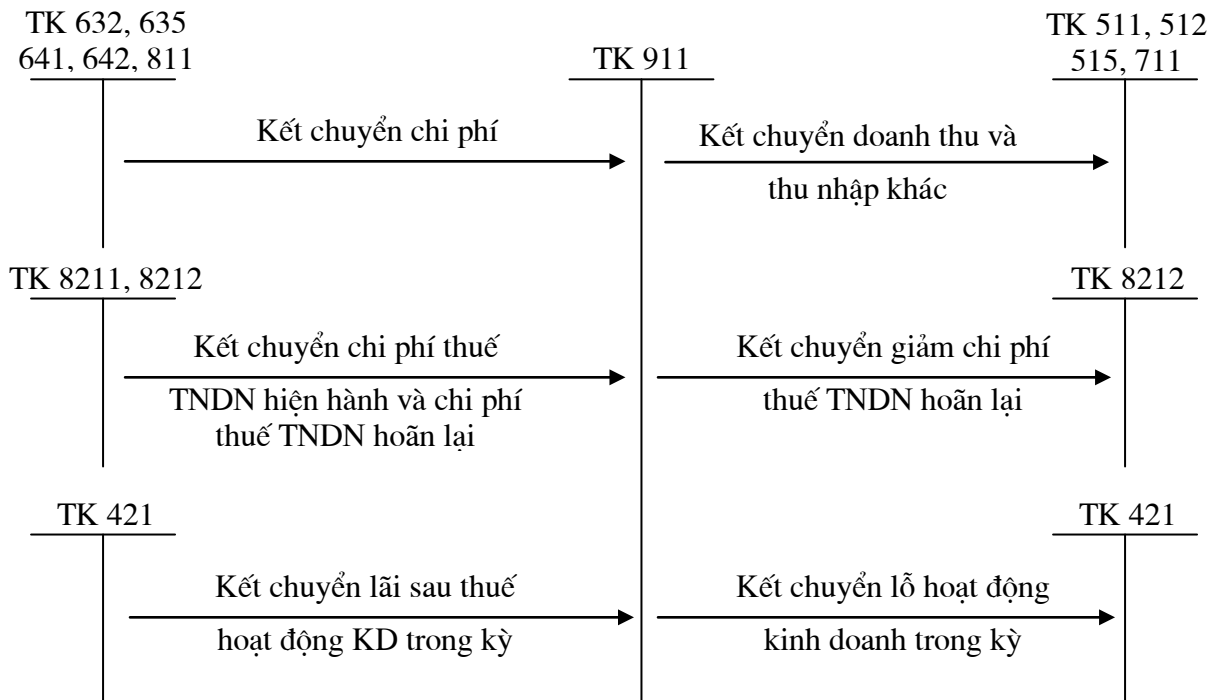 TK 632, 635
641, 642, 811
TK 911
TK 511, 512
515, 711
Kết chuyển chi phí
Kết chuyển doanh thu và
thu nhập khác
TK 8211, 8212
TK 8212
Kết chuyển chi phí thuế
TNDN hiện hành và chi phí
thuế TNDN hoãn lại
Kết chuyển giảm chi phí
thuế TNDN hoãn lại
TK 421
TK 421
Kết chuyển lãi sau thuế
hoạt động KD trong kỳ
Kết chuyển lỗ hoạt động
kinh doanh trong kỳ